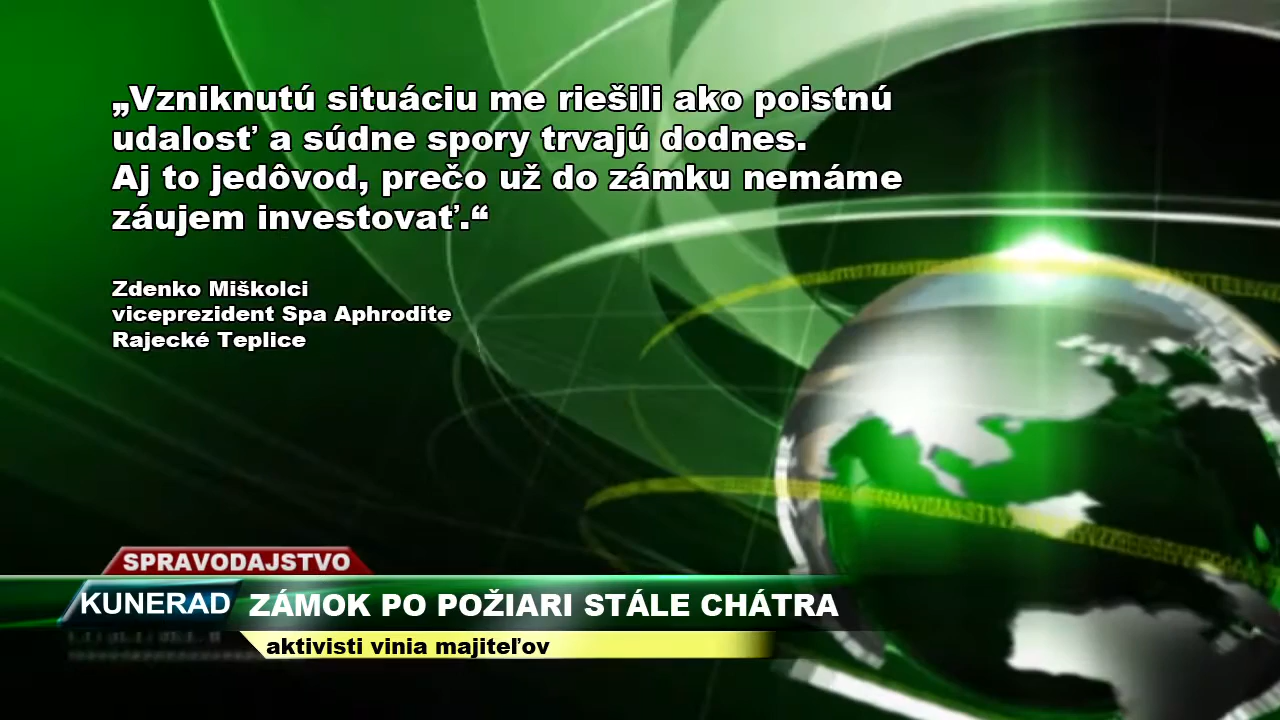 „Vzniknutú situáciu me riešili ako poistnú
udalosť a súdne spory trvajú dodnes.
Aj to jedôvod, prečo už do zámku nemáme
záujem investovať.“
Zdenko Miškolci
viceprezident Spa Aphrodite
Rajecké Teplice
SPRAVODAJSTVO
KUNERAD ZÁMOK PO POŽIARI STÁLE CHÁTRA
aktivisti vinia majiteľov